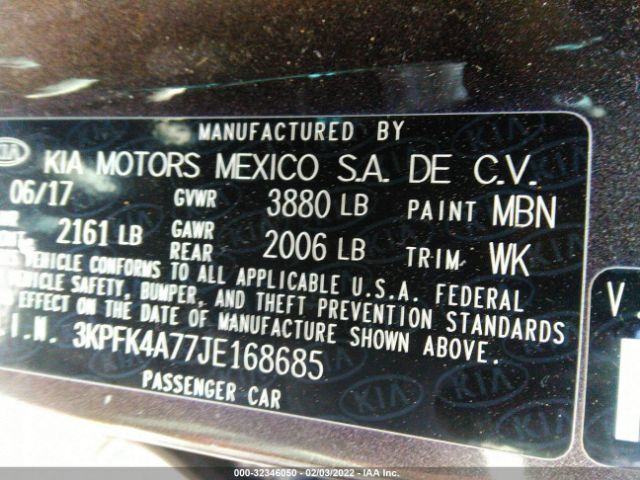 MANUFACTURED BY
KIA KIA MOTORS MEXICO S.A. DE C.V.
06/17 GVWR 3880 LB PAINT MBN
2161 LB GAWR REAR 2006 LB TRIM WK
VEHICLE CONFORMS TO ALL APPLICABLE U.S.A. FEDERAL
VEHICLE SAFETY, BUMPER, AND THEFT PREVENTION STANDARDS
EFFECT ON THE DATE OF MANUFACTURE SHOWN ABOVE.
.I.N. 3KPFK4A77JE168685
PASSENGER CAR
V.
000-32346050 - 02/03/2022 - IAA Inc.